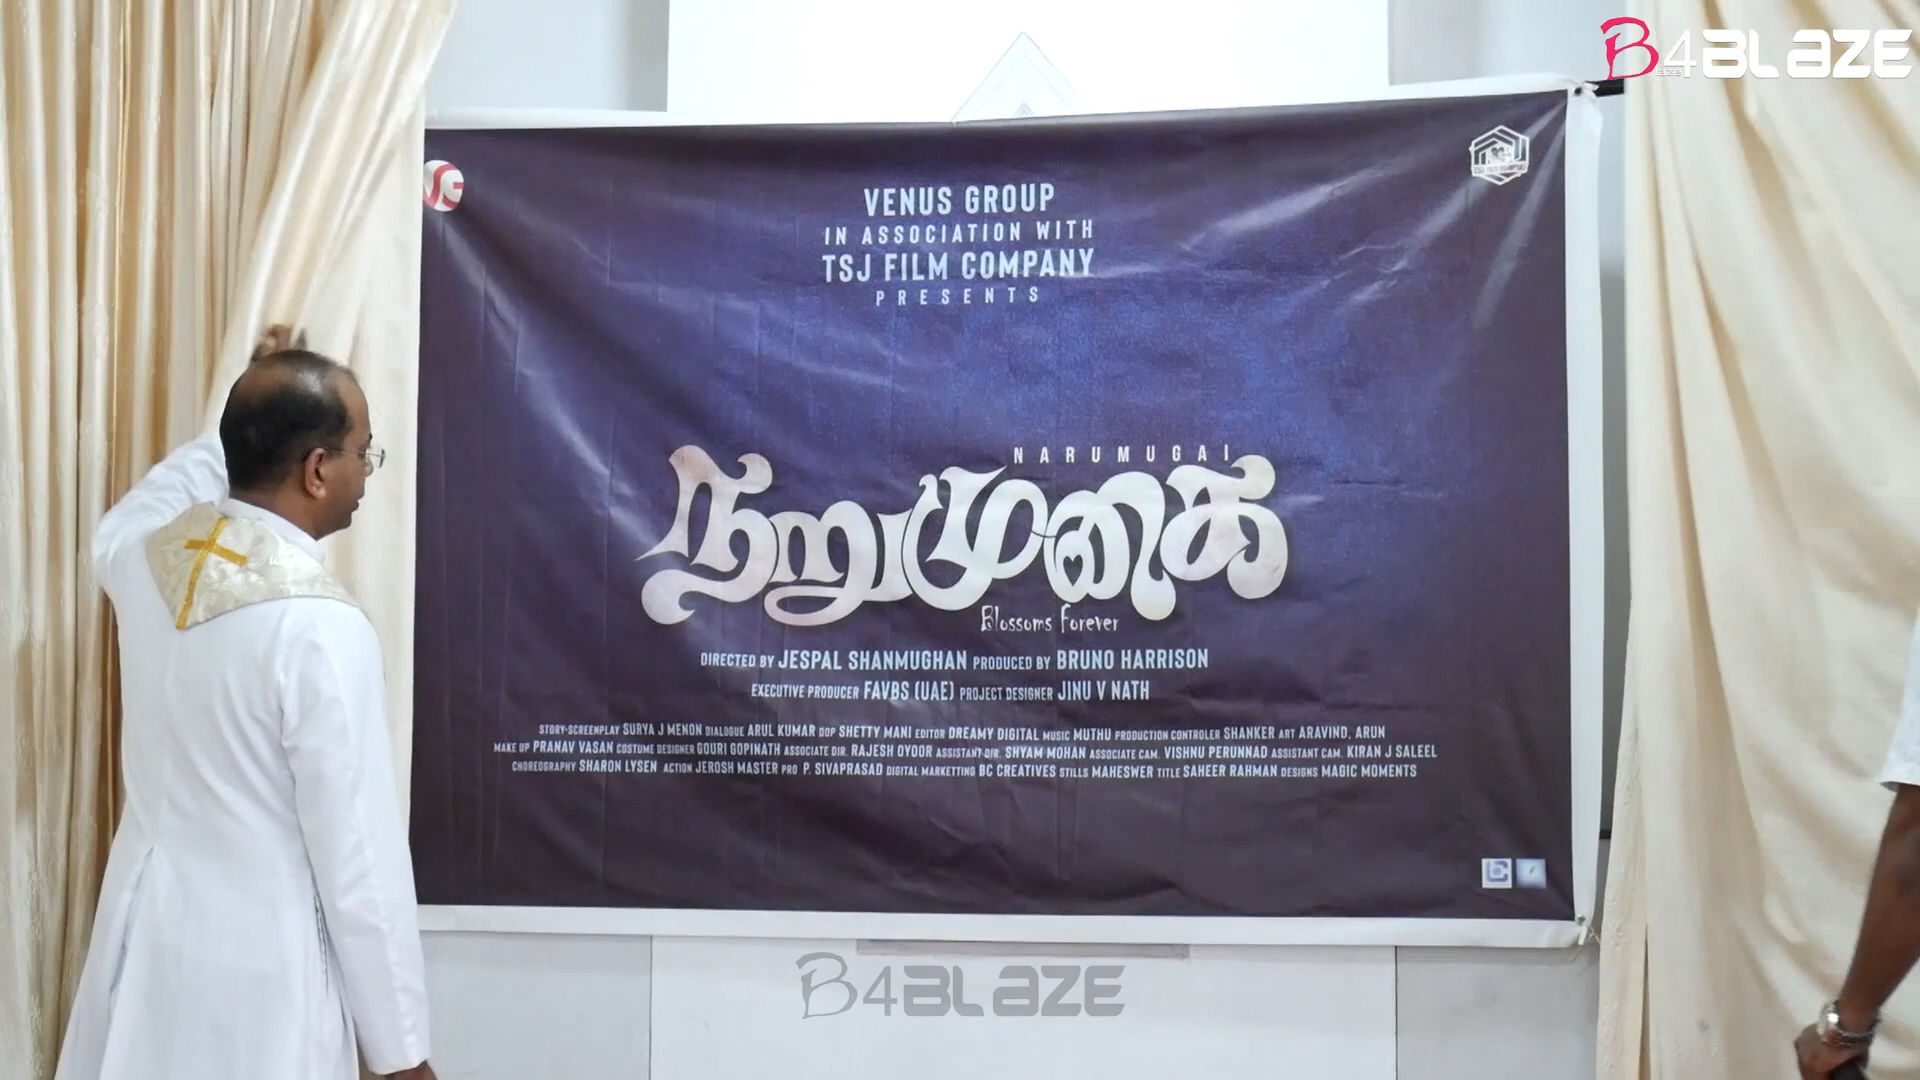 B4BLAZE
VENUS GROUP
IN ASSOCIATION WITH
TSJ FILM COMPANY
PRESENTS
NARUMUGAI
நறுமுகை
Blossoms Forever
DIRECTED BY JESPAL SHANMUGHAN PRODUCED BY BRUNO HARRISON
EXECUTIVE PRODUCER FAVBS (UAE) PROJECT DESIGNER JINU V NATH
STORY-SCREENPLAY SURYA J MENON DIALOGUE ARUL KUMAR DOP SHETTY MANI EDITOR DREAMY DIGITAL MUSIC MUTHU PRODUCTION CONTROLER SHANKER ART ARAVIND, ARUN
MAKE UP PRANAV VASAN COSTUME DESIGNER GOURI GOPINATH ASSOCIATE DIR. RAJESH OYOOR ASSISTANT DIR. SHYAM MOHAN ASSOCIATE CAM. VISHNU PERUNNAD ASSISTANT CAM. KIRAN J SALEEL
CHOREOGRAPHY SHARON LYSEN ACTION JEROSH MASTER PRO P. SIVAPRASAD DIGITAL MARKETTING BC CREATIVES STILLS MAHESWER TITLE SAHEER RAHMAN DESIGNS MAGIC MOMENTS
B4BLAZE